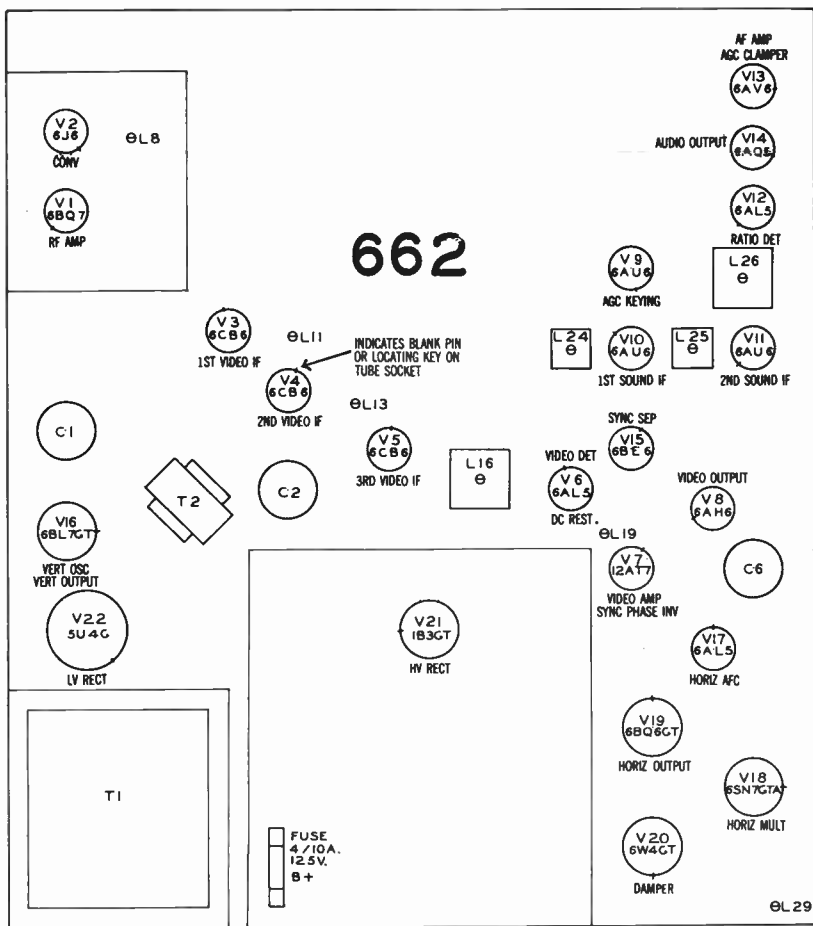 AF AMP
AGC CLAMPER
V13
6AV6
V2
6J6
CONV
ΘL8
AUDIO OUTPUT
V14
6AQ5
V1
6BQ7
RF AMP
V12
6AL5
RATIO DET
662
V9
6AU6
AGC KEYING
L26
Θ
V3
6CB6
1ST VIDEO IF
ΘL11
INDICATES BLANK PIN
OR LOCATING KEY ON
TUBE SOCKET
L24
Θ
V10
6AU6
1ST SOUND IF
L25
Θ
V11
6AU6
2ND SOUND IF
V4
6CB6
2ND VIDEO IF
ΘL13
C1
V5
6CB6
3RD VIDEO IF
SYNC SEP
V15
6BE6
T2
C2
L16
Θ
VIDEO DET
V6
6AL5
DC REST.
VIDEO OUTPUT
V8
6AH6
V16
6BL7GT
VERT OSC
VERT OUTPUT
ΘL19
V7
12AT7
VIDEO AMP
SYNC PHASE INV
C6
V22
5U4G
LV RECT
V21
1B3GT
HV RECT
V17
6AL5
HORIZ AFC
V19
6BQ6GT
HORIZ OUTPUT
T1
V18
6SN7GTA
HORIZ MULT
FUSE
4/10A.
125V.
B+
V20
6W4GT
DAMPER
ΘL29